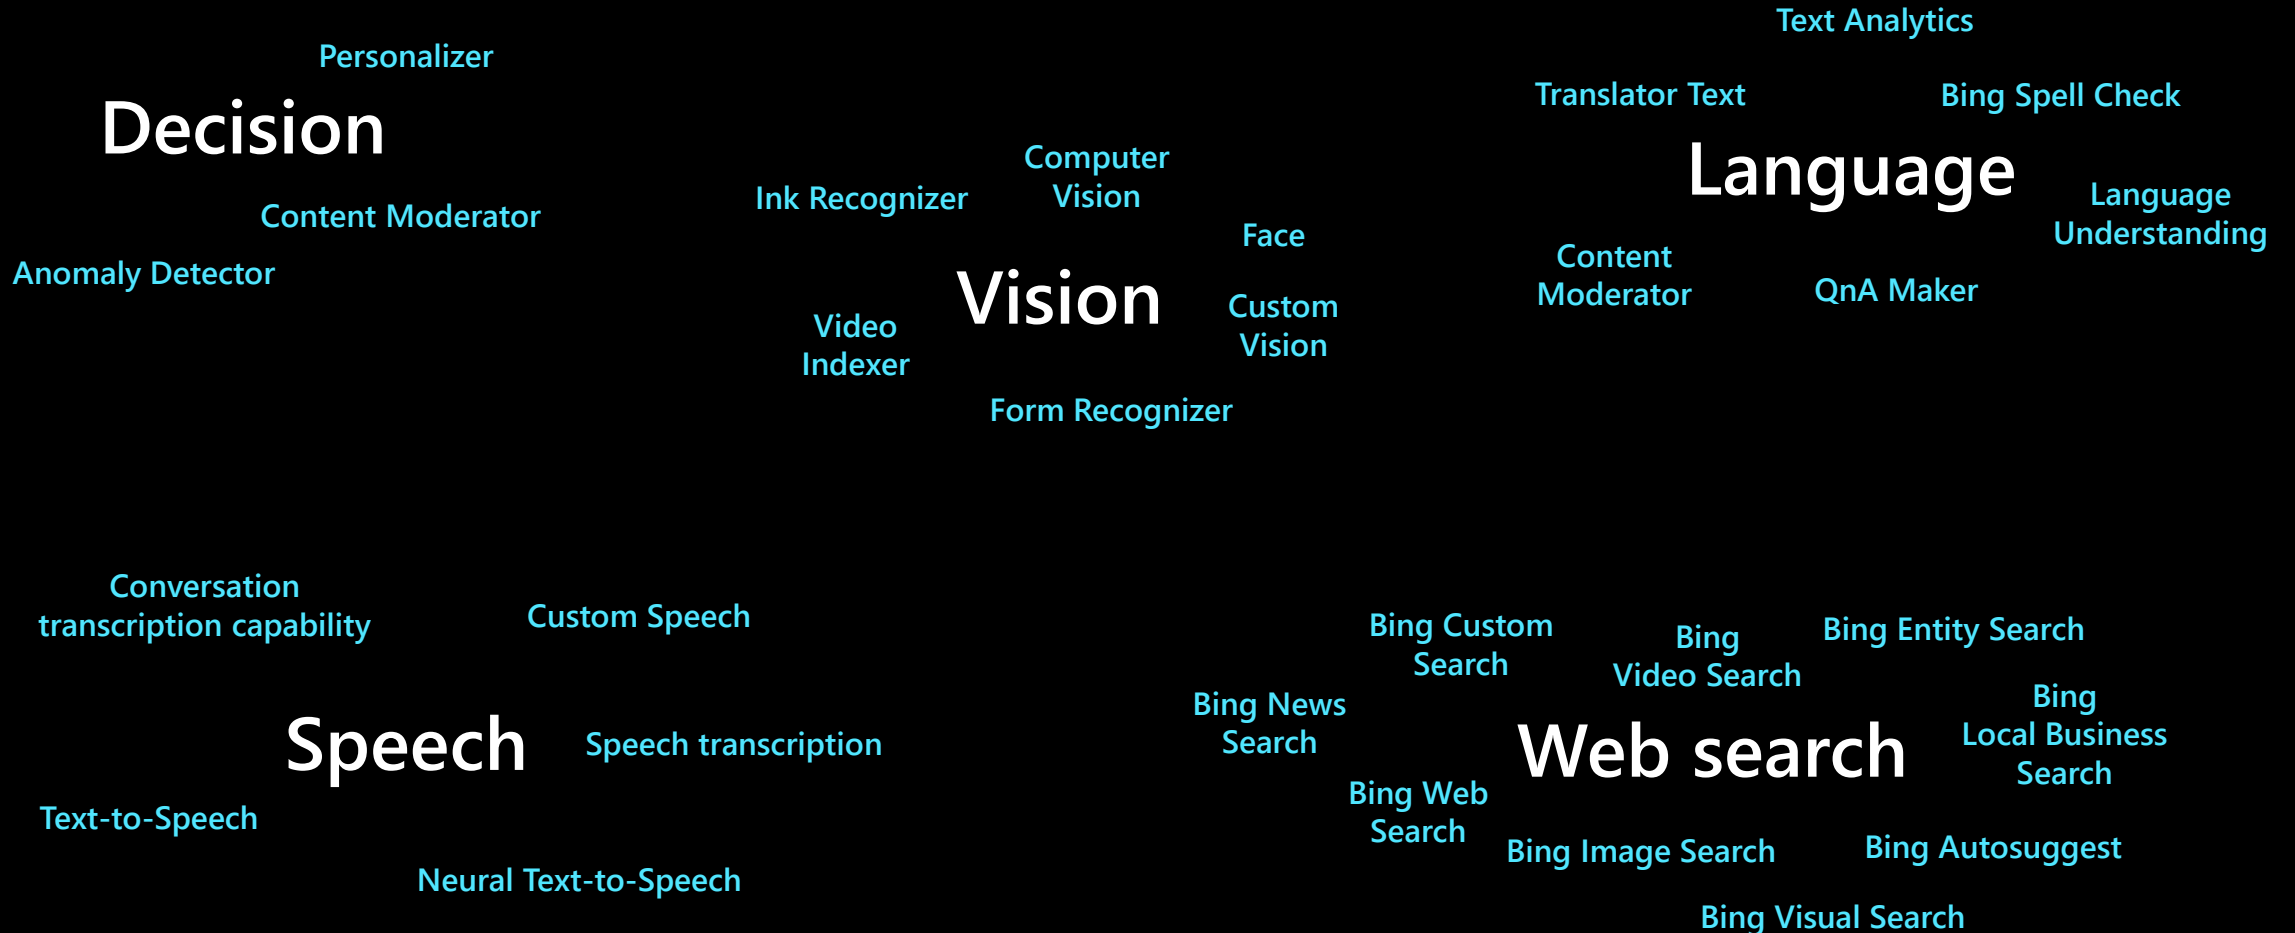 Personalizer
Decision
Content Moderator
Anomaly Detector
Computer
Vision
Ink Recognizer
Face
Vision
Custom
Vision
Video
Indexer
Form Recognizer
Text Analytics
Translator Text
Bing Spell Check
Language
Language
Understanding
Content
Moderator
QnA Maker
Conversation
transcription capability
Custom Speech
Speech
Speech transcription
Text-to-Speech
Neural Text-to-Speech
Bing Custom
Search
Bing
Video Search
Bing Entity Search
Bing News
Search
Web search
Bing
Local Business
Search
Bing Web
Search
Bing Image Search
Bing Autosuggest
Bing Visual Search